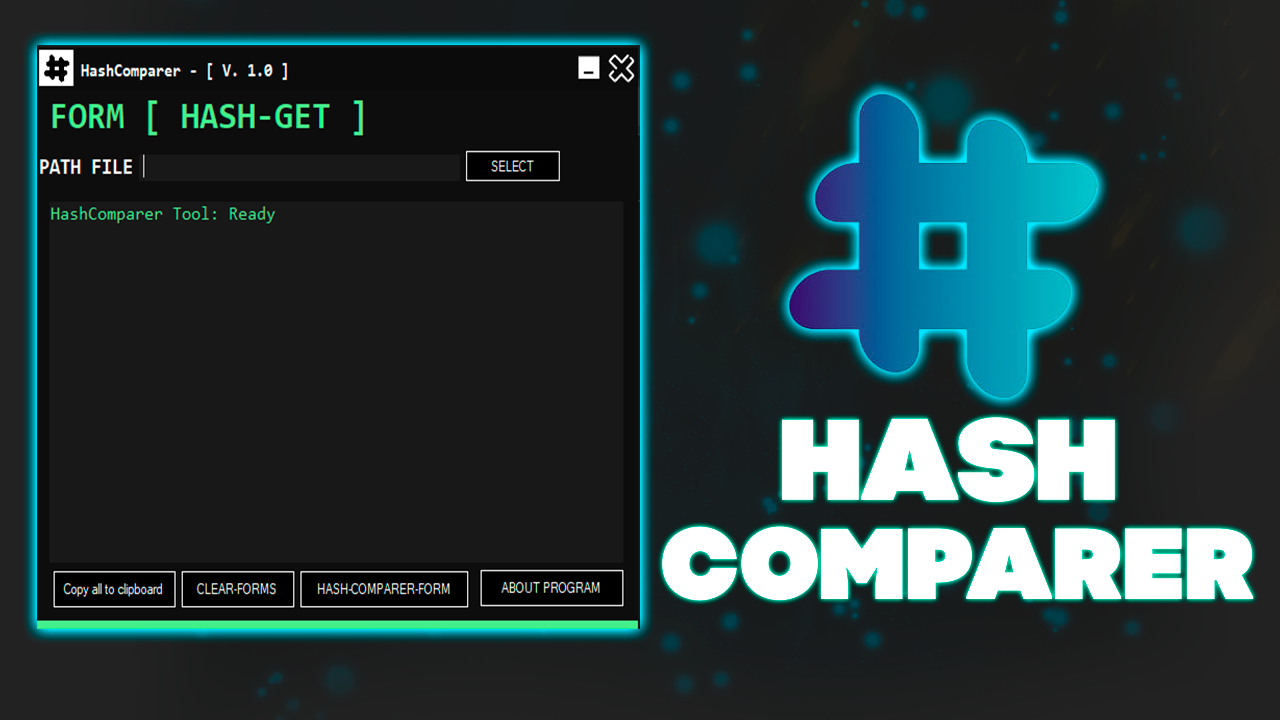 HashComparer - [ V. 1.0 ]
FORM [ HASH-GET ]
PATH FILE
SELECT
HashComparer Tool: Ready
Copy all to clipboard
CLEAR-FORMS
HASH-COMPARER-FORM
ABOUT PROGRAM
HASH
COMPARER